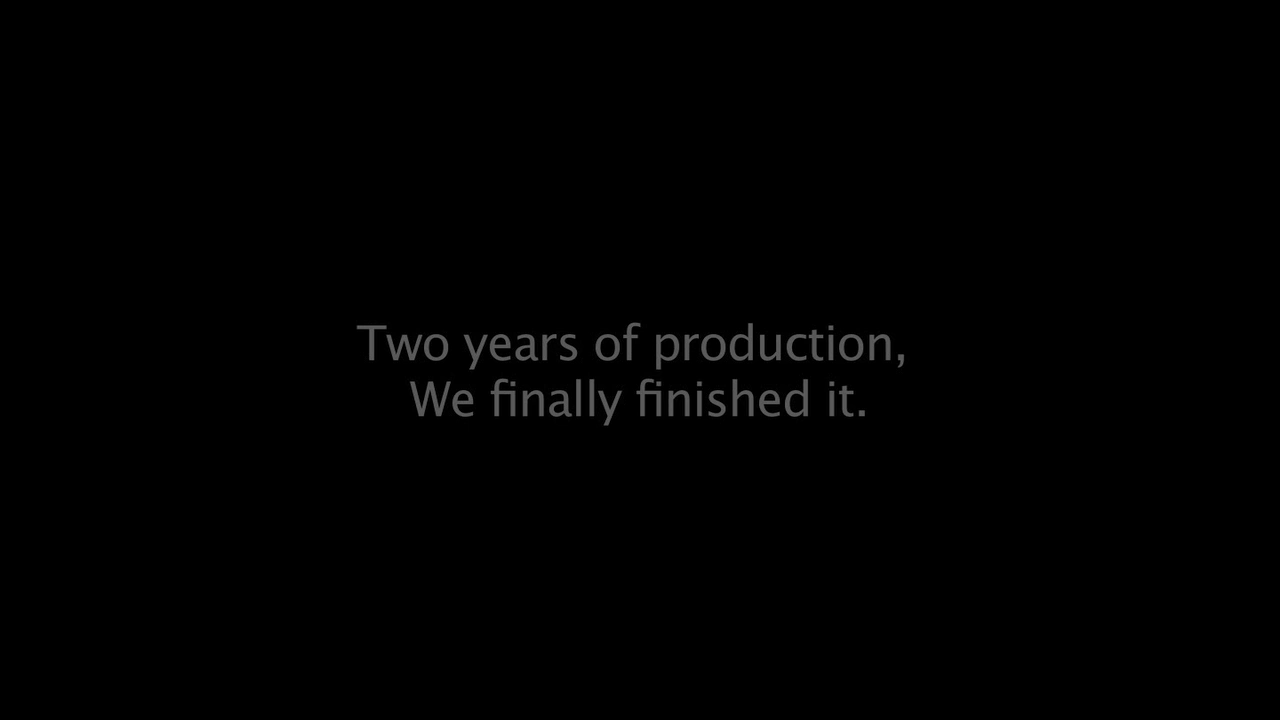 Two years of production,
We finally finished it.